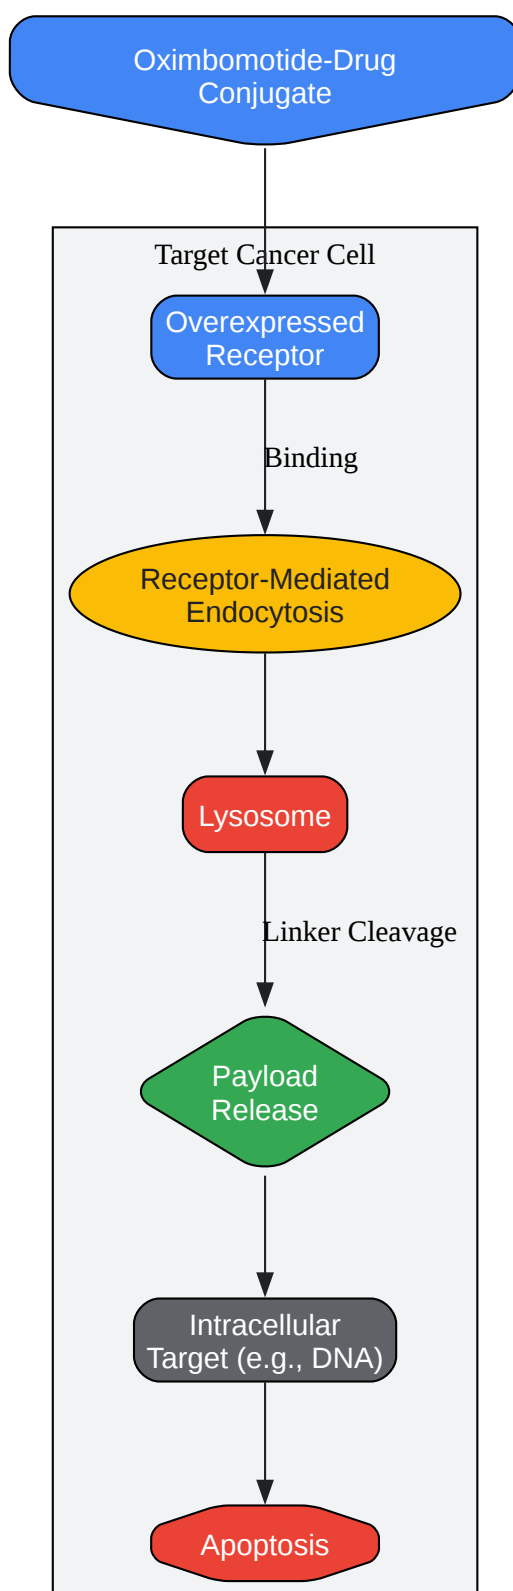 Oximbomotide-Drug
Conjugate
Target Cancer Cell
Overexpressed
Receptor
Binding
Receptor-Mediated
Endocytosis
Lysosome
Linker Cleavage
Payload
Release
Intracellular
Target (e.g., DNA)
Apoptosis